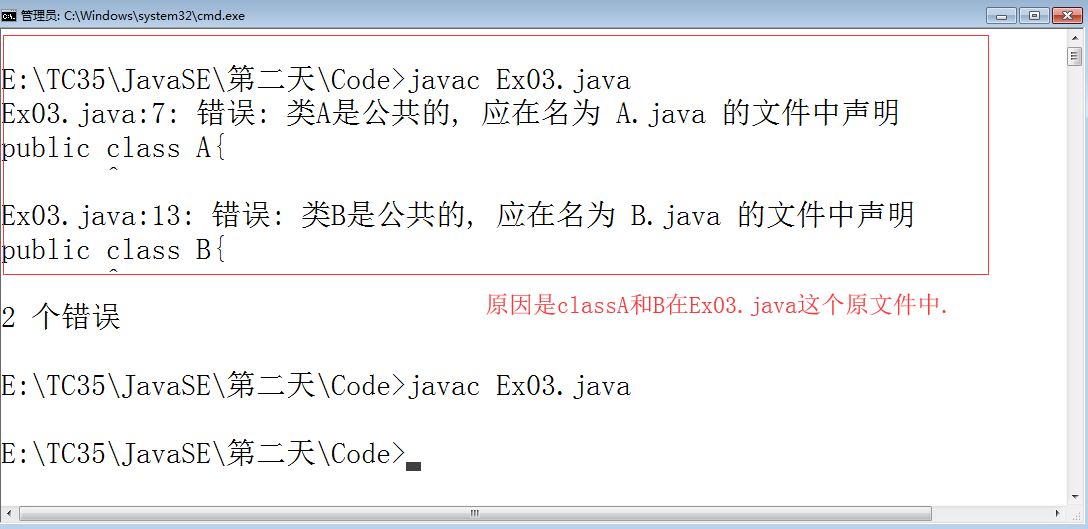 管理员: C:\Windows\system32\cmd.exe
E:\TC35\JavaSE\第二天\Code>javac Ex03.java
Ex03.java:7: 错误: 类A是公共的, 应在名为 A.java 的文件中声明
public class A{
^
Ex03.java:13: 错误: 类B是公共的, 应在名为 B.java 的文件中声明
public class B{
^
原因是classA和B在Ex03.java这个原文件中.
2 个错误
E:\TC35\JavaSE\第二天\Code>javac Ex03.java
E:\TC35\JavaSE\第二天\Code>